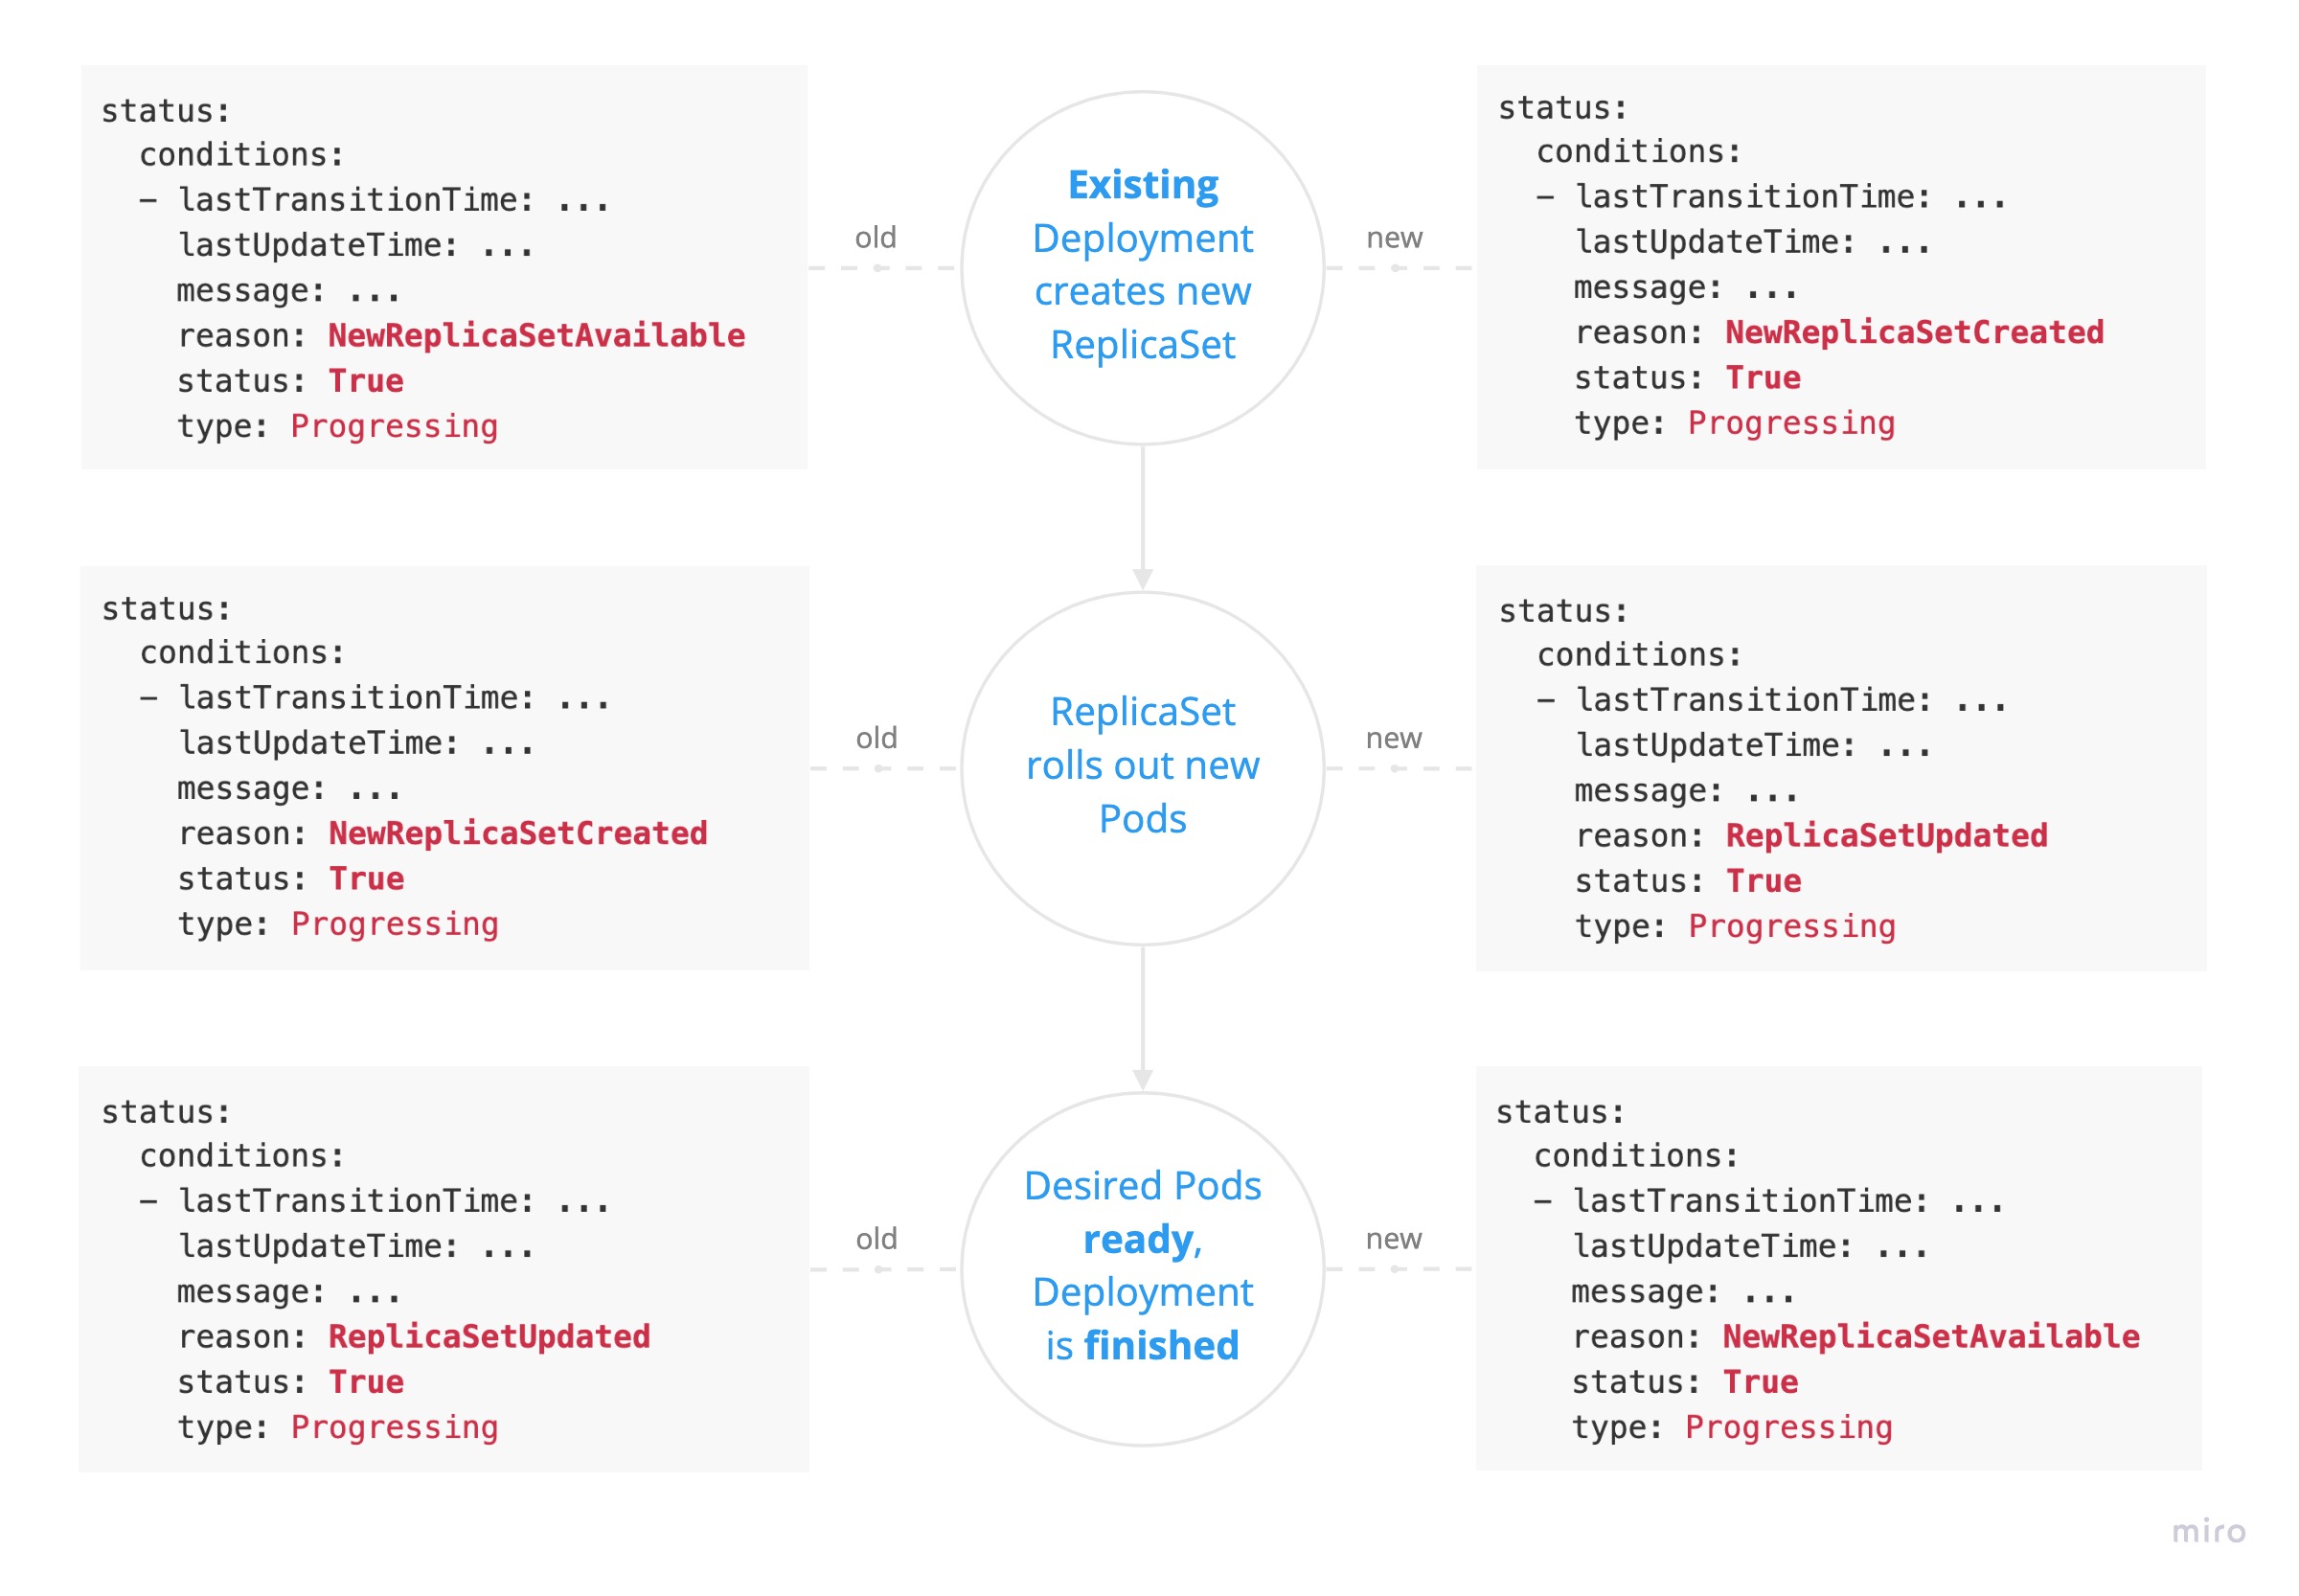 status:
  conditions:
  – lastTransitionTime: ...
    lastUpdateTime: ...
    message: ...
    reason: NewReplicaSetAvailable
    status: True
    type: Progressing
old
Existing
Deployment
creates new
ReplicaSet
new
status:
  conditions:
  – lastTransitionTime: ...
    lastUpdateTime: ...
    message: ...
    reason: NewReplicaSetCreated
    status: True
    type: Progressing
status:
  conditions:
  – lastTransitionTime: ...
    lastUpdateTime: ...
    message: ...
    reason: NewReplicaSetCreated
    status: True
    type: Progressing
old
ReplicaSet
rolls out new
Pods
new
status:
  conditions:
  – lastTransitionTime: ...
    lastUpdateTime: ...
    message: ...
    reason: ReplicaSetUpdated
    status: True
    type: Progressing
status:
  conditions:
  – lastTransitionTime: ...
    lastUpdateTime: ...
    message: ...
    reason: ReplicaSetUpdated
    status: True
    type: Progressing
old
Desired Pods
ready,
Deployment
is finished
new
status:
  conditions:
  – lastTransitionTime: ...
    lastUpdateTime: ...
    message: ...
    reason: NewReplicaSetAvailable
    status: True
    type: Progressing
miro